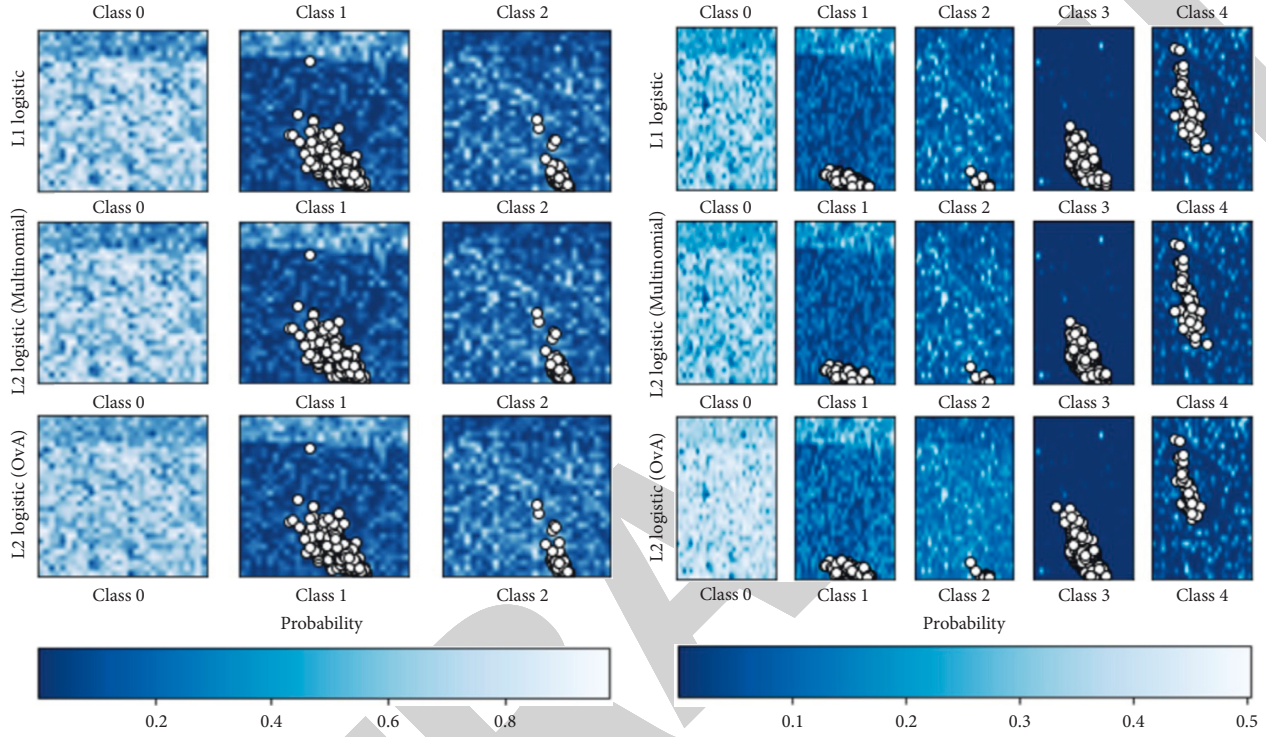 Class 0 Class 1 Class 2
L1 logistic
Class 0 Class 1 Class 2
L2 logistic (Multinomial)
Class 0 Class 1 Class 2
L2 logistic (OvA)
Class 0 Class 1 Class 2
Probability
0.2 0.4 0.6 0.8
Class 0 Class 1 Class 2 Class 3 Class 4
L1 logistic
Class 0 Class 1 Class 2 Class 3 Class 4
L2 logistic (Multinomial)
Class 0 Class 1 Class 2 Class 3 Class 4
L2 logistic (OvA)
Class 0 Class 1 Class 2 Class 3 Class 4
Probability
0.1 0.2 0.3 0.4 0.5